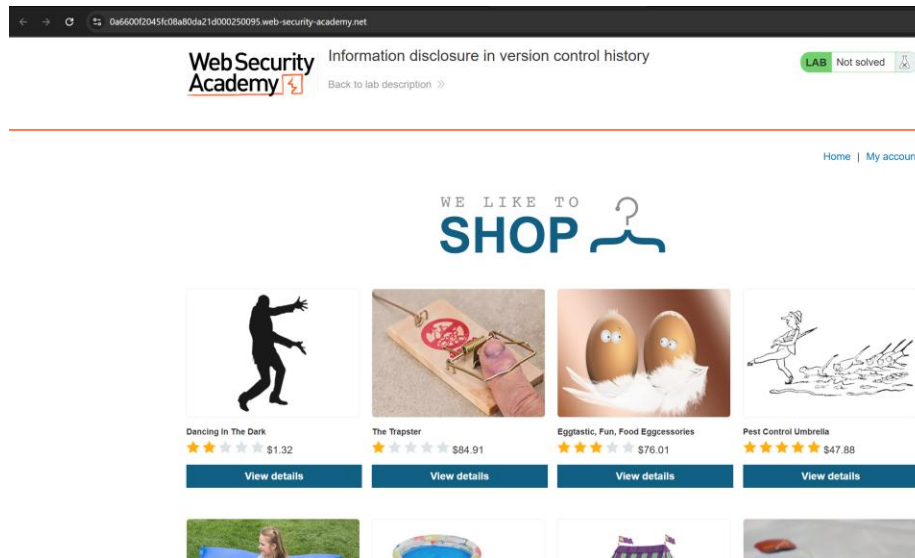 0a6600f2045fc08a80da21d000250095.web-security-academy.net
Web Security
Academy
Information disclosure in version control history
Back to lab description >>
LAB Not solved
Home | My account
WE LIKE TO
SHOP
Dancing In The Dark
The Trapster
Eggtastic, Fun, Food Eggcessories
Pest Control Umbrella
$1.32
$84.91
$76.01
$47.88
View details
View details
View details
View details